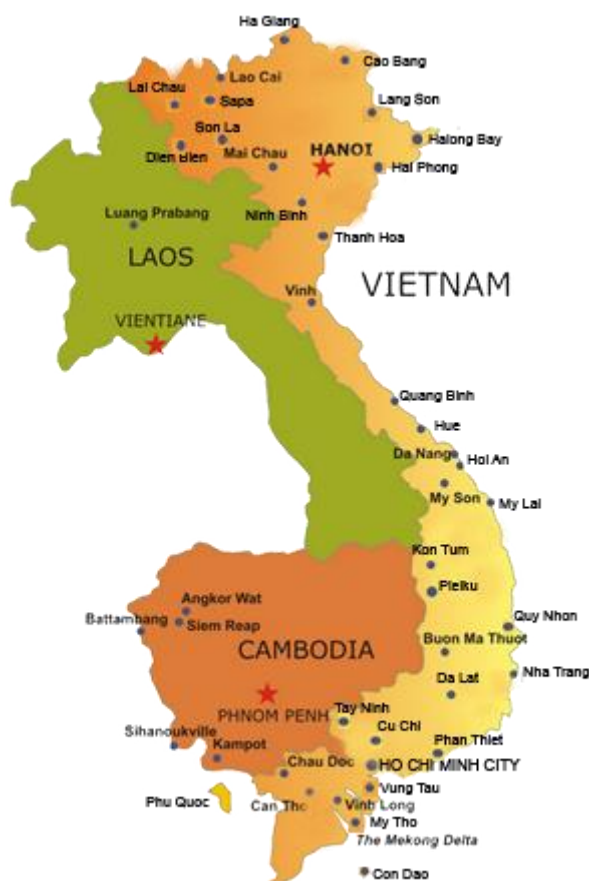 Ha Giang
Cao Bang
Lao Cai
Lai Chau
Sapa
Lang Son
Son La
Halong Bay
HANOI
Mai Chau
Dien Bien
Hai Phong
Ninh Binh
Luang Prabang
Thanh Hoa
LAOS
VIETNAM
Vinh
VIENTIANE
Quang Binh
Hue
Da Nang
Hoi An
My Son
My Lai
Kon Tum
Pleiku
Angkor Wat
Battambang
Siem Reap
Quy Nhon
CAMBODIA
Buon Ma Thuot
Nha Trang
Da Lat
PHNOM PENH
Tay Ninh
Cu Chi
Sihanoukville
Phan Thiet
Kampot
Chau Doc
HO CHI MINH CITY
Vung Tau
Phu Quoc
Can Tho
Vinh Long
My Tho
The Mekong Delta
Con Dao